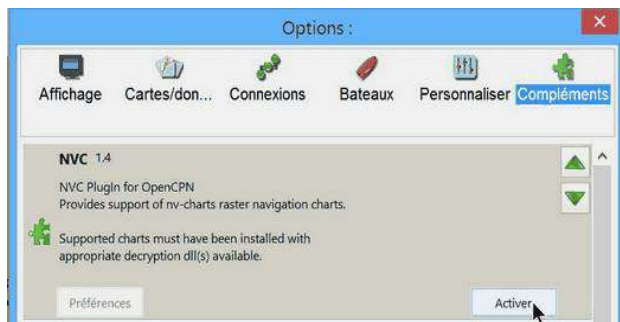 Options :
Affichage Cartes/don... Connexions Bateaux Personnaliser Compléments
NVC 1.4
NVC PlugIn for OpenCPN
Provides support of nv-charts raster navigation charts.
Supported charts must have been installed with
appropriate decryption dll(s) available.
Préférences Activer